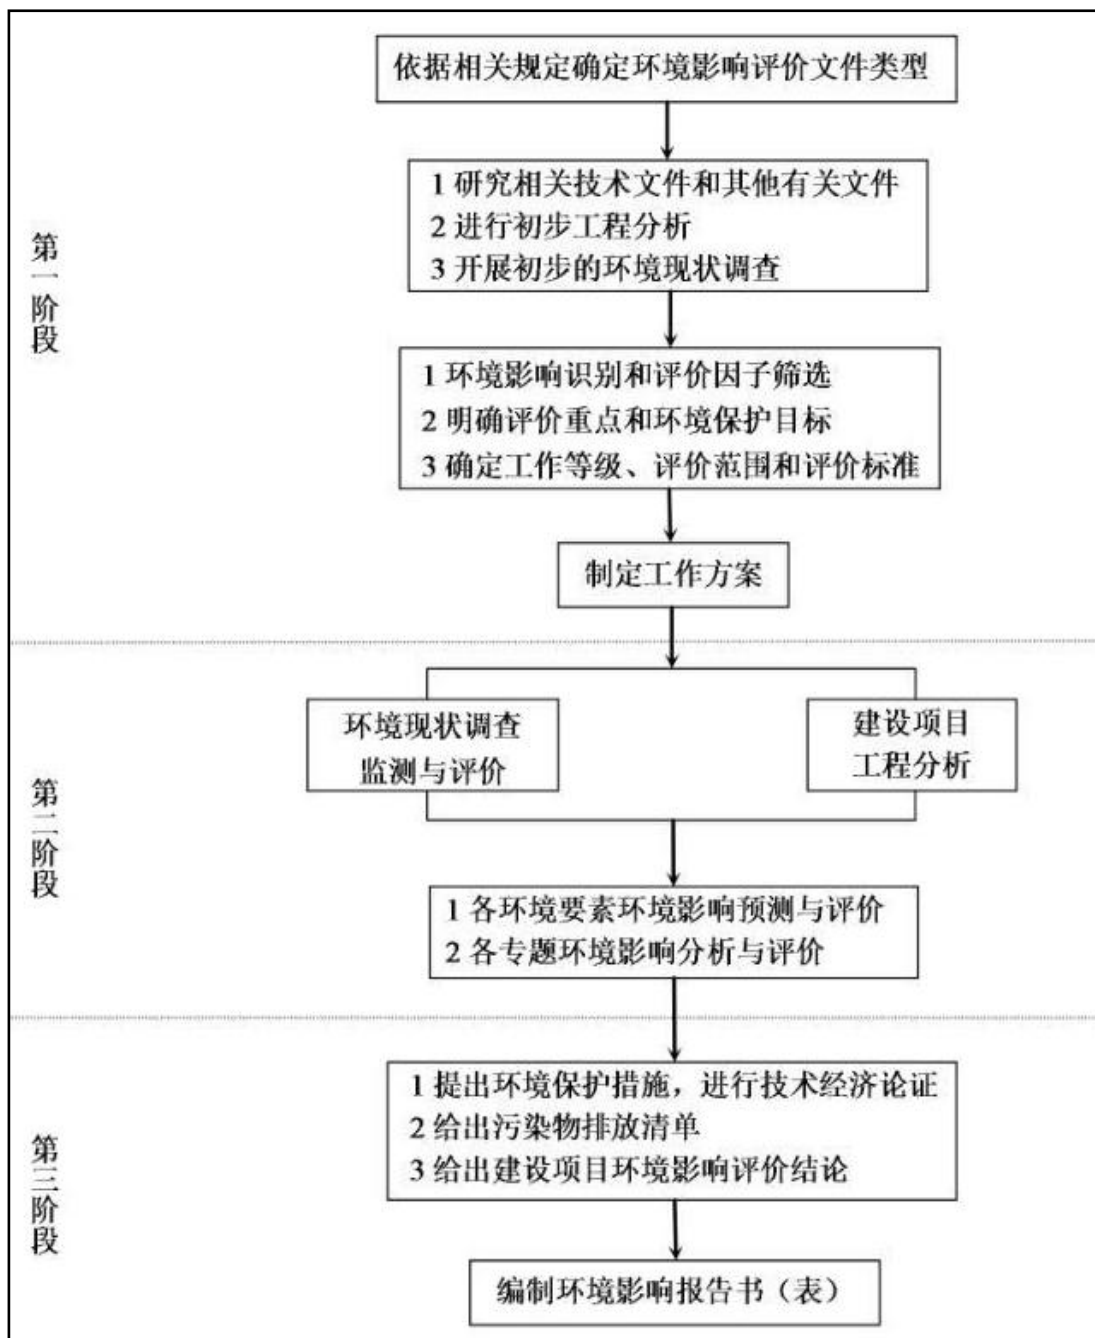 依据相关规定确定环境影响评价文件类型
第一阶段
1 研究相关技术文件和其他有关文件
2 进行初步工程分析
3 开展初步的环境现状调查
1 环境影响识别和评价因子筛选
2 明确评价重点和环境保护目标
3 确定工作等级、评价范围和评价标准
制定工作方案
第二阶段
环境现状调查
监测与评价
建设项目
工程分析
1 各环境要素环境影响预测与评价
2 各专题环境影响分析与评价
第三阶段
1 提出环境保护措施，进行技术经济论证
2 给出污染物排放清单
3 给出建设项目环境影响评价结论
编制环境影响报告书（表）